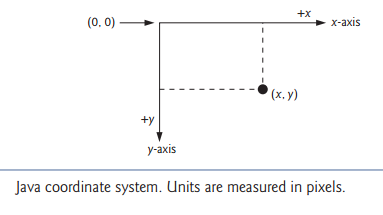 +x
(0, 0)
x-axis
(x, y)
+y
y-axis
Java coordinate system. Units are measured in pixels.